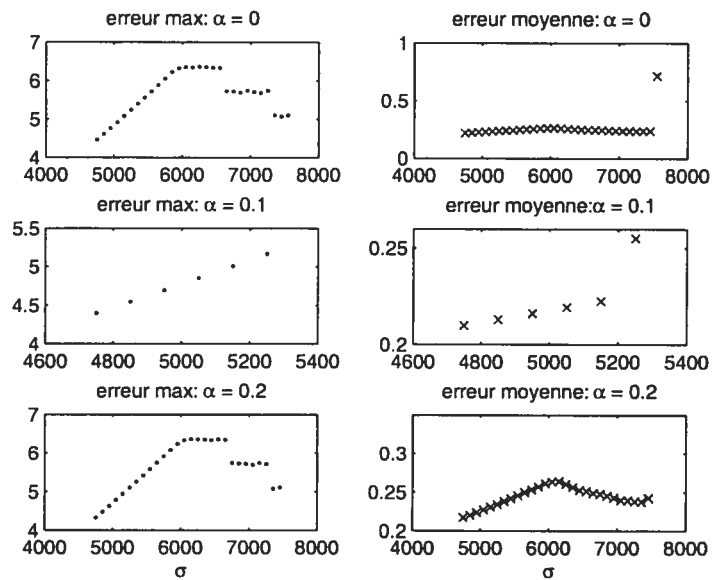 erreur max: α = 0
7
6
5
4
4000 5000 6000 7000 8000
erreur moyenne: α = 0
1
0.5
0
4000 5000 6000 7000 8000
erreur max: α = 0.1
5.5
5
4.5
4
4600 4800 5000 5200 5400
erreur moyenne:α = 0.1
0.25
0.2
4600 4800 5000 5200 5400
erreur max: α = 0.2
7
6
5
4
4000 5000 6000 7000 8000
σ
erreur moyenne: α = 0.2
0.3
0.25
0.2
4000 5000 6000 7000 8000
σ